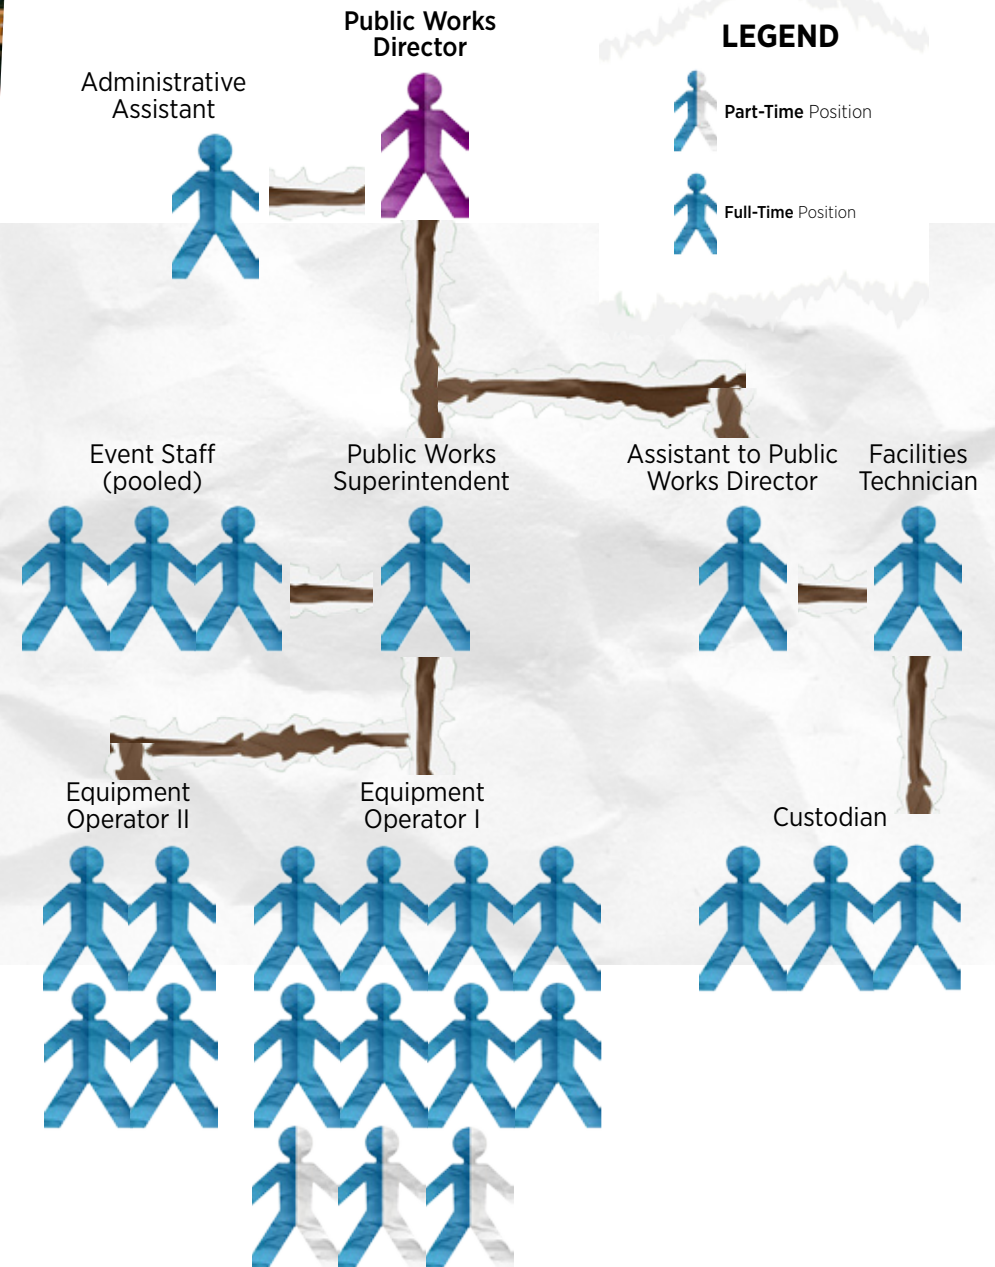 Public Works
Director
LEGEND
Administrative
Assistant
Part-Time Position
Full-Time Position
Event Staff
(pooled)
Public Works
Superintendent
Assistant to Public
Works Director
Facilities
Technician
Equipment
Operator II
Equipment
Operator I
Custodian